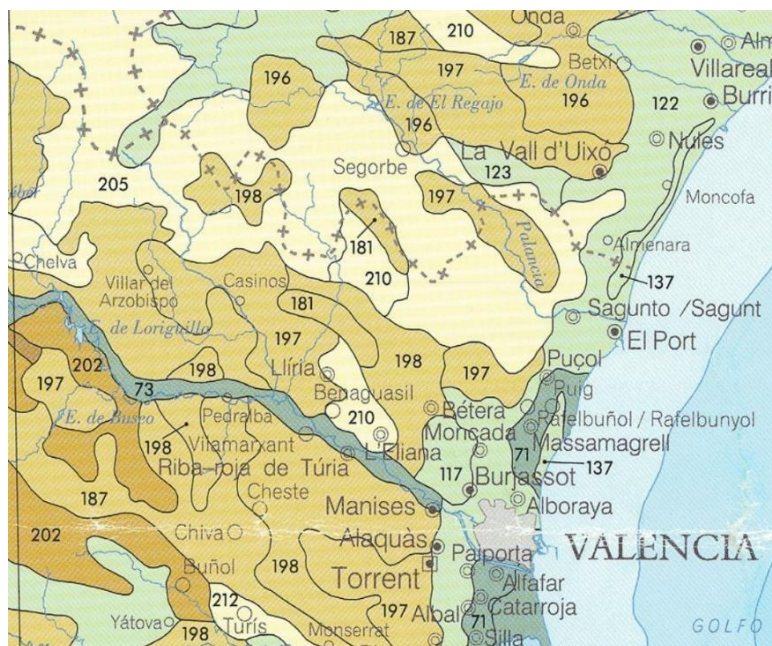 Onda
187
210
Alm
Villareal
Betxí
197
E. de Onda
196
E. de El Regajo
196
122
Burri
196
Nules
Segorbe
La Vall d'Uixó
205
198
197
123
Moncofa
181
Palancia
Almenara
210
137
Chelva
Villar del
Arzobispo
Casinos
181
Sagunto / Sagunt
E. de Loriguilla
197
El Port
202
198
198
Llíria
197
Puçol
197
73
Benaguasil
Puig
E. de Buseo
Pedralba
210
Bétera
Rafelbuñol / Rafelbunyol
198
Vilamarxant
Moncada
Massamagrell
L'Eliana
71
Riba-roja de Túria
137
117
Burjassot
187
Cheste
Manises
Alboraya
202
Chiva
198
Alaquàs
VALENCIA
Paiporta
Buñol
Torrent
Alfafar
212
197
Albal
Catarroja
Yátova
Turís
71
GOLFO
198
Monserrat
Silla